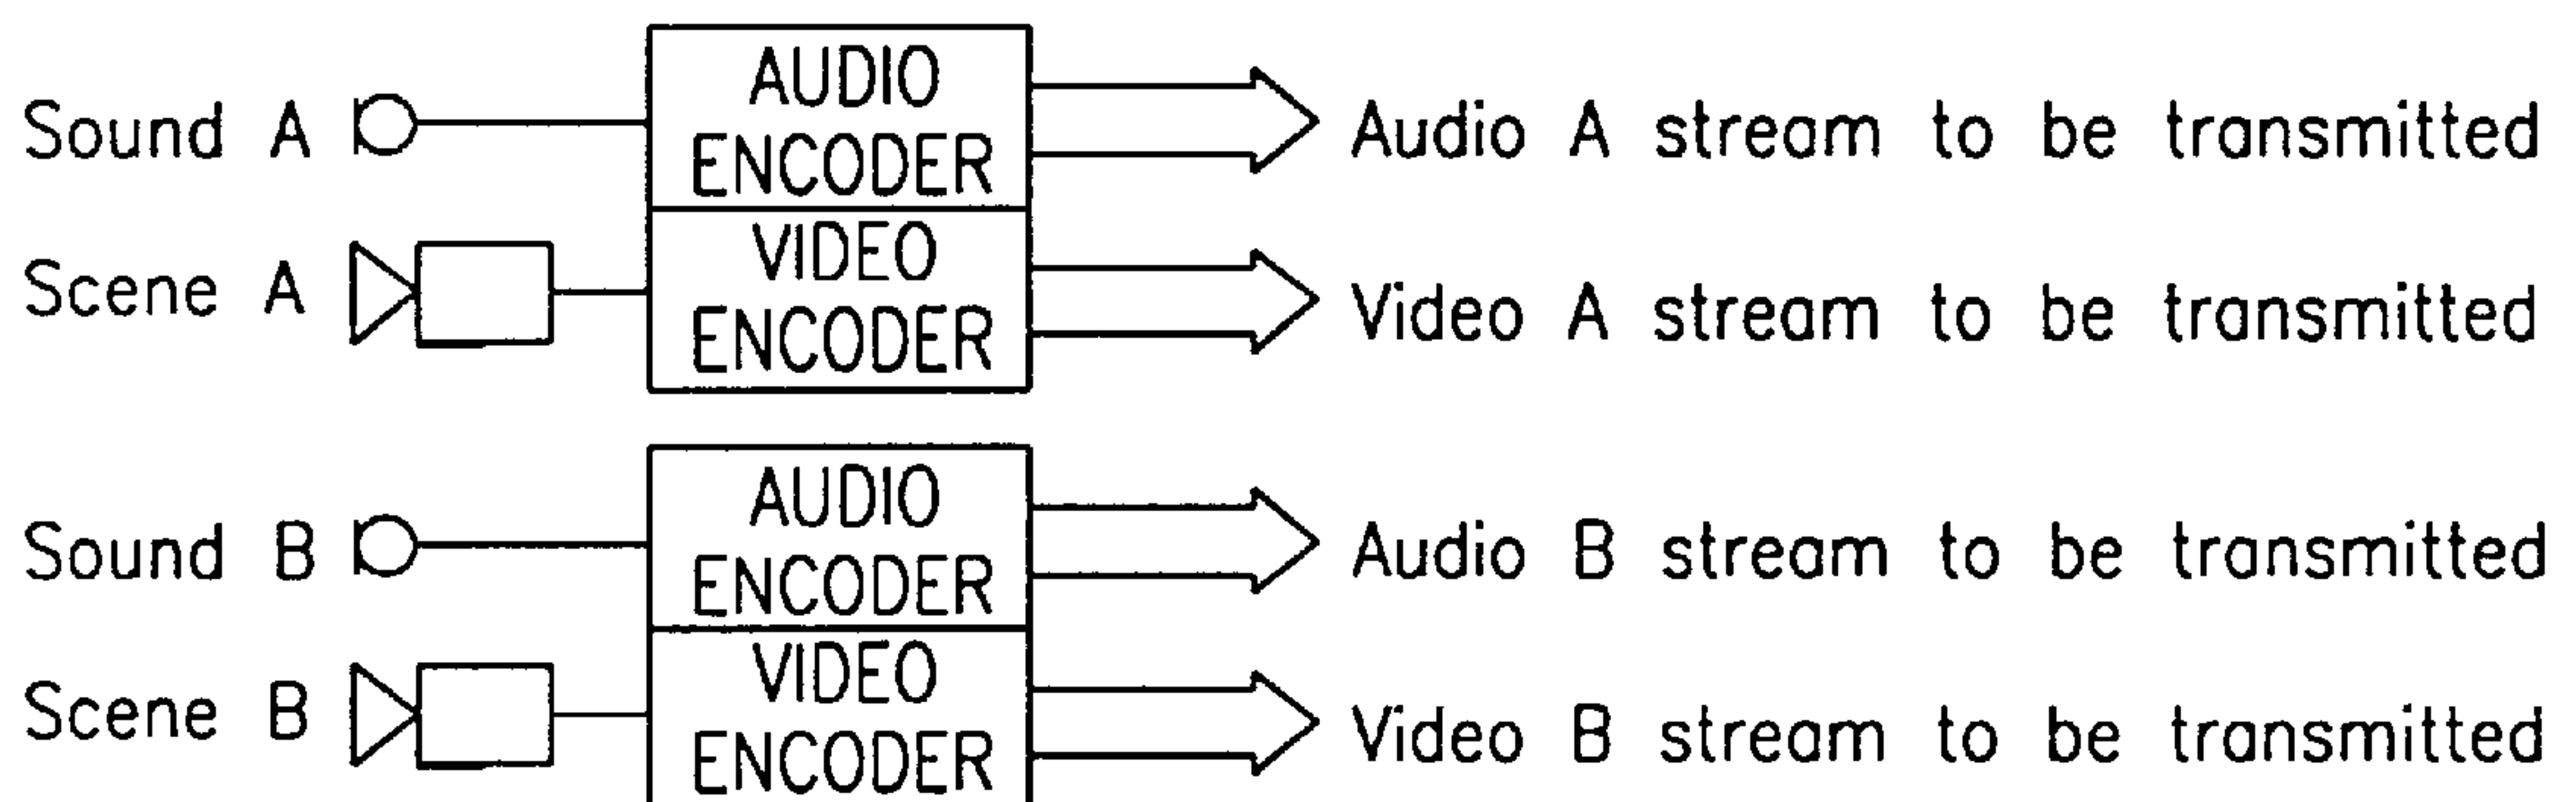 Sound A
AUDIO
ENCODER
Audio A stream to be transmitted
Scene A
VIDEO
ENCODER
Video A stream to be transmitted
Sound B
AUDIO
ENCODER
Audio B stream to be transmitted
Scene B
VIDEO
ENCODER
Video B stream to be transmitted